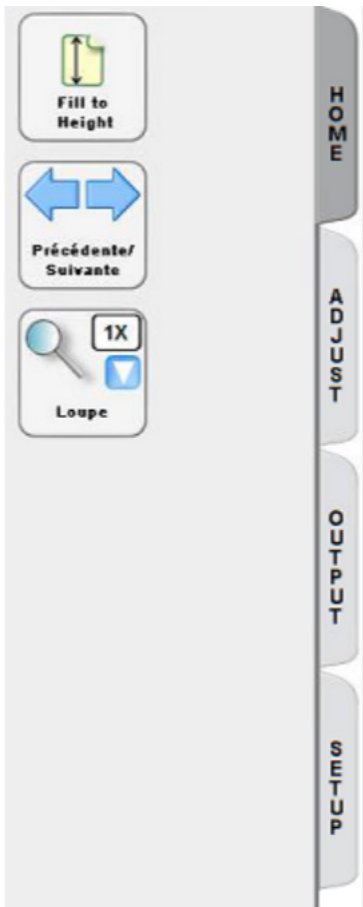 Fill to
Height
Précédente/
Suivante
1X
Loupe
HOME
ADJUST
OUTPUT
SETUP